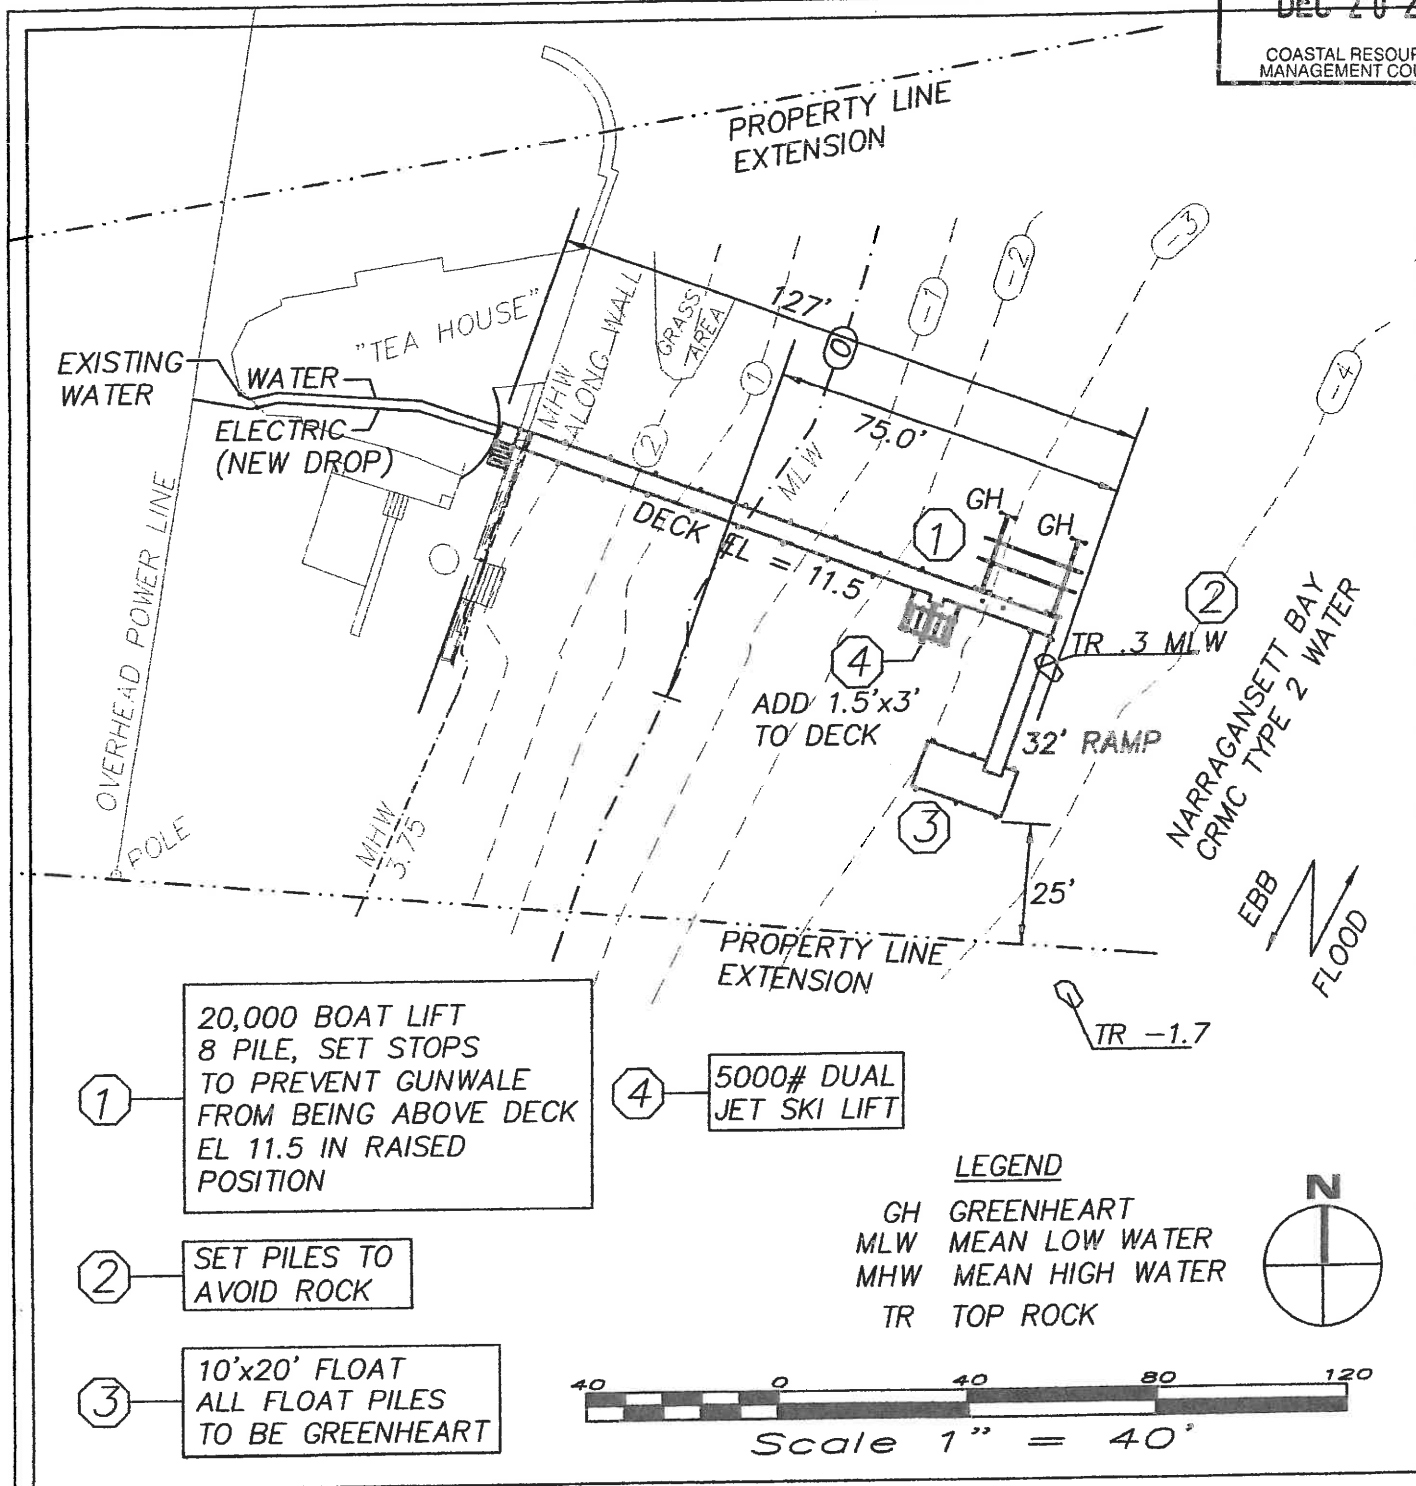 DEC 20 2
COASTAL RESOUR
MANAGEMENT COU
PROPERTY LINE
EXTENSION
-3
-2
-1
0
-4
127'
75.0'
"TEA HOUSE"
MHW
ALONG WALL
GRASS
AREA
1
2
MLW
EXISTING
WATER
WATER
ELECTRIC
(NEW DROP)
OVERHEAD POWER LINE
POLE
DECK EL = 11.5'
GH
GH
1
2
TR .3 MLW
4
ADD 1.5'x3'
TO DECK
32' RAMP
3
25'
MHW
3.75
NARRAGANSETT BAY
CRMC TYPE 2 WATER
EBB
FLOOD
PROPERTY LINE
EXTENSION
TR -1.7
1
20,000 BOAT LIFT
8 PILE, SET STOPS
TO PREVENT GUNWALE
FROM BEING ABOVE DECK
EL 11.5 IN RAISED
POSITION
4
5000# DUAL
JET SKI LIFT
2
SET PILES TO
AVOID ROCK
3
10'x20' FLOAT
ALL FLOAT PILES
TO BE GREENHEART
LEGEND
GH GREENHEART
MLW MEAN LOW WATER
MHW MEAN HIGH WATER
TR TOP ROCK
N
40 0 40 80 120
Scale 1" = 40'